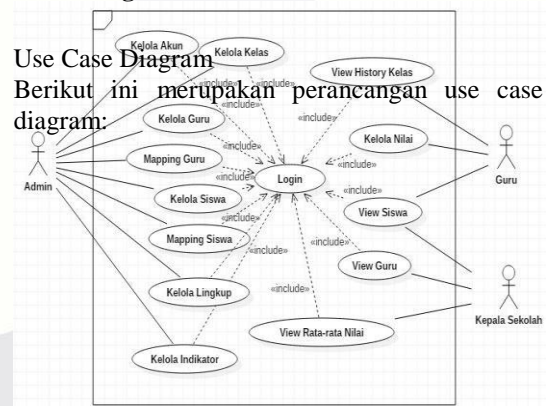 Kelola Akun
Kelola Kelas
Use Case Diagram
«include»
«include»
View History Kelas
Berikut ini merupakan perancangan use case
«include»
diagram:
Kelola Guru
«include»
Kelola Nilai
«include»
«include»
Mapping Guru
Admin
«include»
Login
Guru
Kelola Siswa
«include»
«include»
View Siswa
Mapping Siswa
«include»
«include»
View Guru
Kelola Lingkup
«include»
Kepala Sekolah
View Rata-rata Nilai
Kelola Indikator